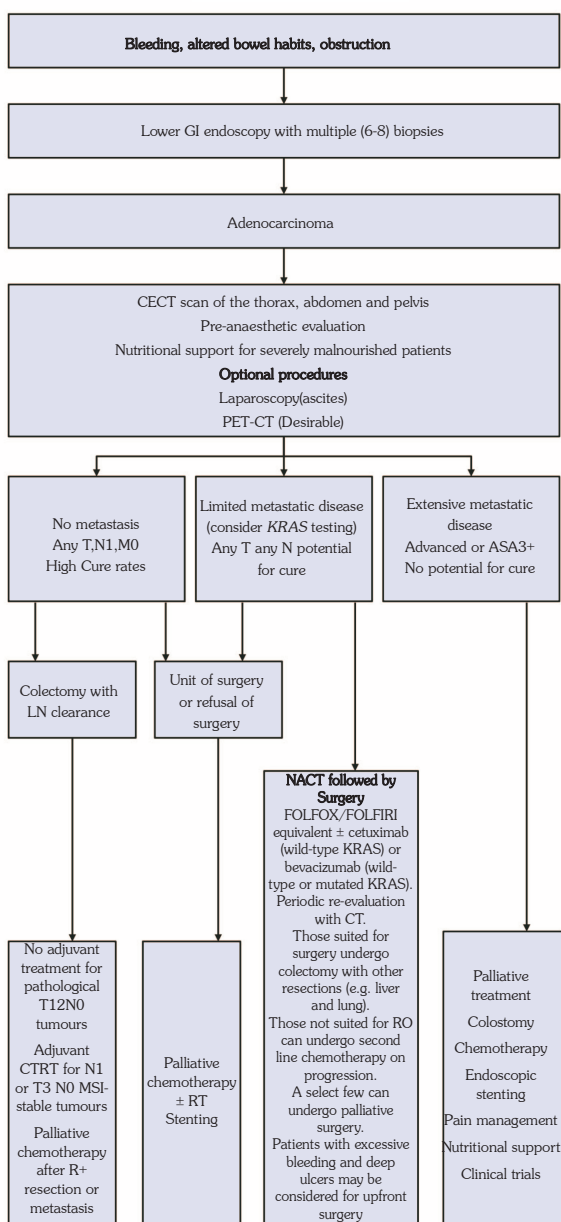 Bleeding, altered bowel habits, obstruction
Lower GI endoscopy with multiple (6-8) biopsies
Adenocarcinoma
CECT scan of the thorax, abdomen and pelvis
Pre-anaesthetic evaluation
Nutritional support for severely malnourished patients
Optional procedures
Laparoscopy(ascites)
PET-CT (Desirable)
No metastasis
Any T,N1,M0
High Cure rates
Limited metastatic disease
(consider KRAS testing)
Any T any N potential
for cure
Extensive metastatic
disease
Advanced or ASA3+
No potential for cure
Colectomy with
LN clearance
Unit of surgery
or refusal of
surgery
NACT followed by
Surgery
FOLFOX/FOLFIRI
equivalent ± cetuximab
(wild-type KRAS) or
bevacizumab (wild-
type or mutated KRAS).
Periodic re-evaluation
with CT.
Those suited for
surgery undergo
colectomy with other
resections (e.g. liver
and lung).
Those not suited for RO
can undergo second
line chemotherapy on
progression.
A select few can
undergo palliative
surgery.
Patients with excessive
bleeding and deep
ulcers may be
considered for upfront
surgery
No adjuvant
treatment for
pathological
T12N0
tumours
Adjuvant
CTRT for N1
or T3 N0 MSI-
stable tumours
Palliative
chemotherapy
after R+
resection or
metastasis
Palliative
chemotherapy
± RT
Stenting
Palliative
treatment
Colostomy
Chemotherapy
Endoscopic
stenting
Pain management
Nutritional support
Clinical trials